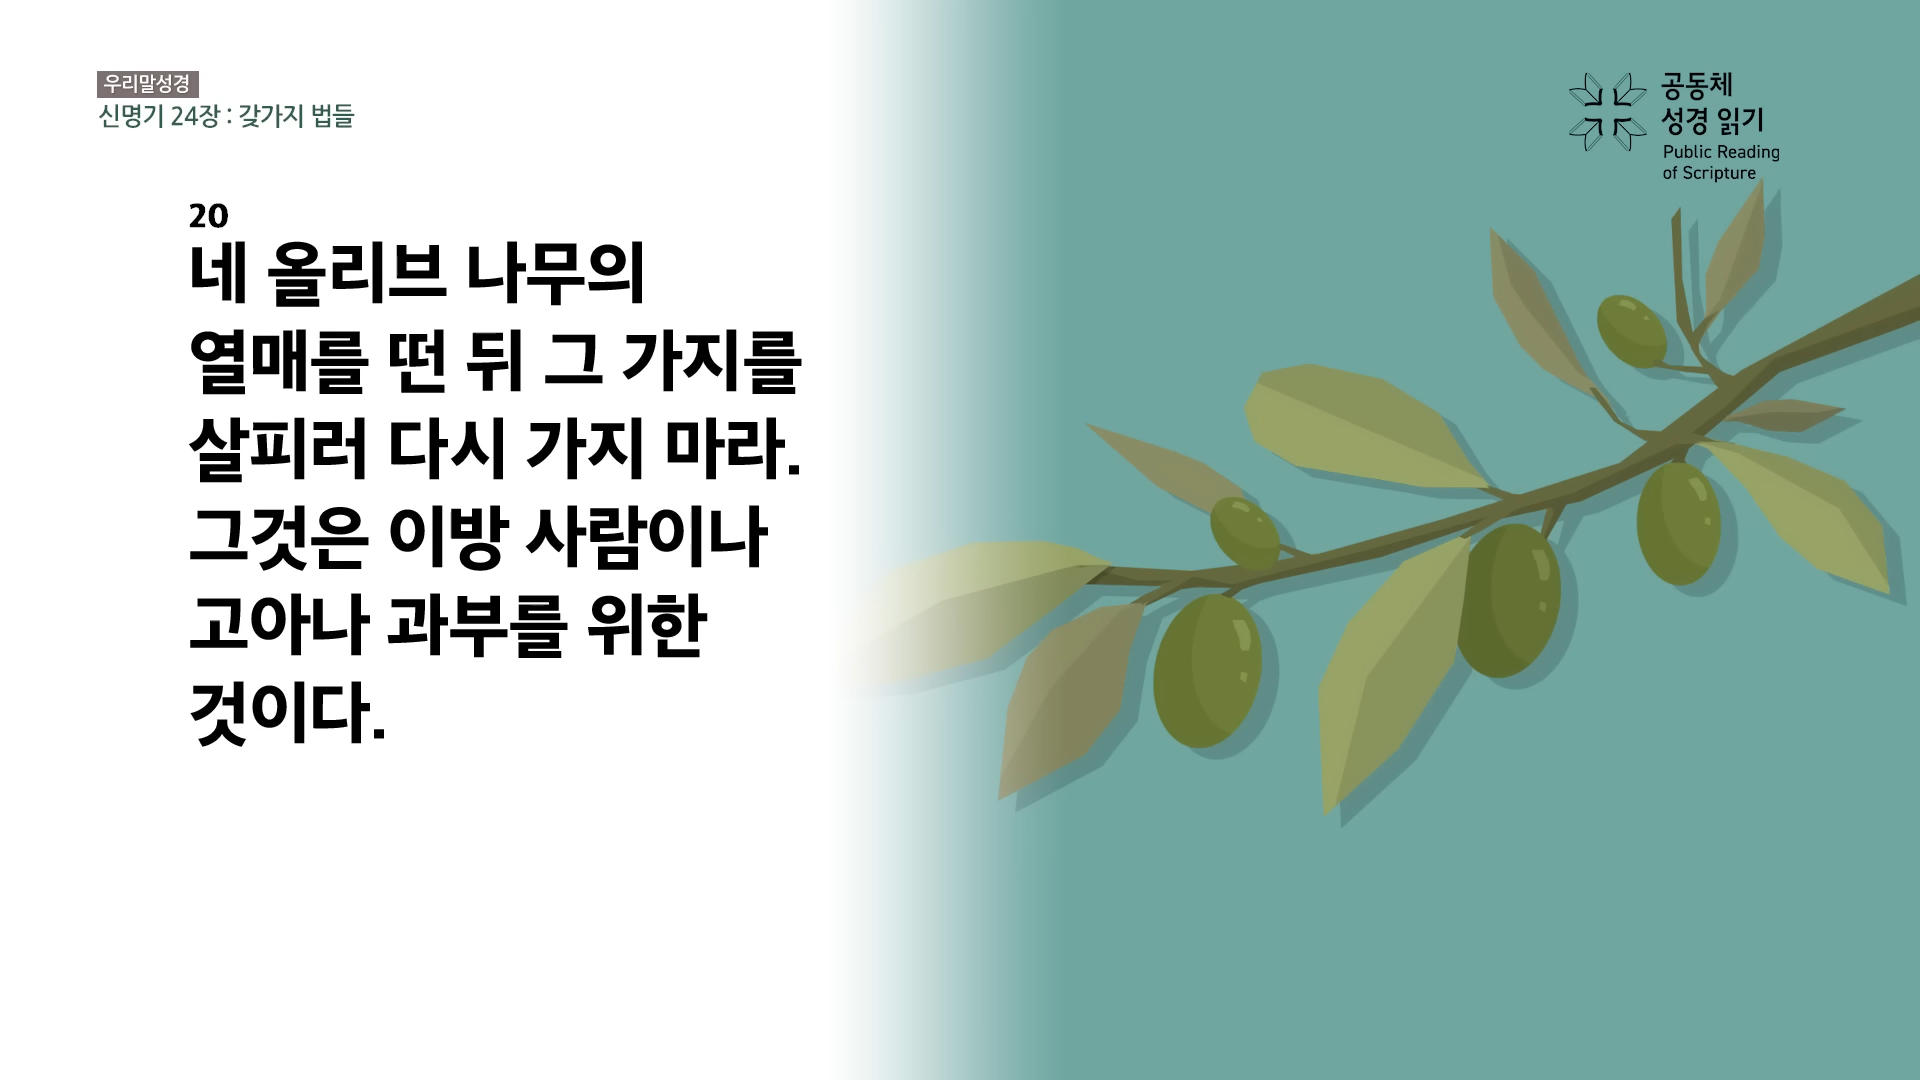 우리말성경
신명기 24장 : 갖가지 법들
공동체
성경 읽기
Public Reading
of Scripture
20
네 올리브 나무의
열매를 떤 뒤 그 가지를
살피러 다시 가지 마라.
그것은 이방 사람이나
고아나 과부를 위한
것이다.